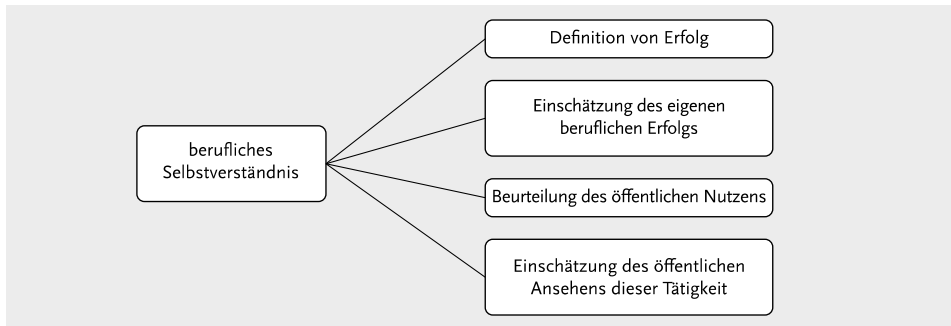 berufliches
Selbstverständnis
Definition von Erfolg
Einschätzung des eigenen
beruflichen Erfolgs
Beurteilung des öffentlichen Nutzens
Einschätzung des öffentlichen
Ansehens dieser Tätigkeit